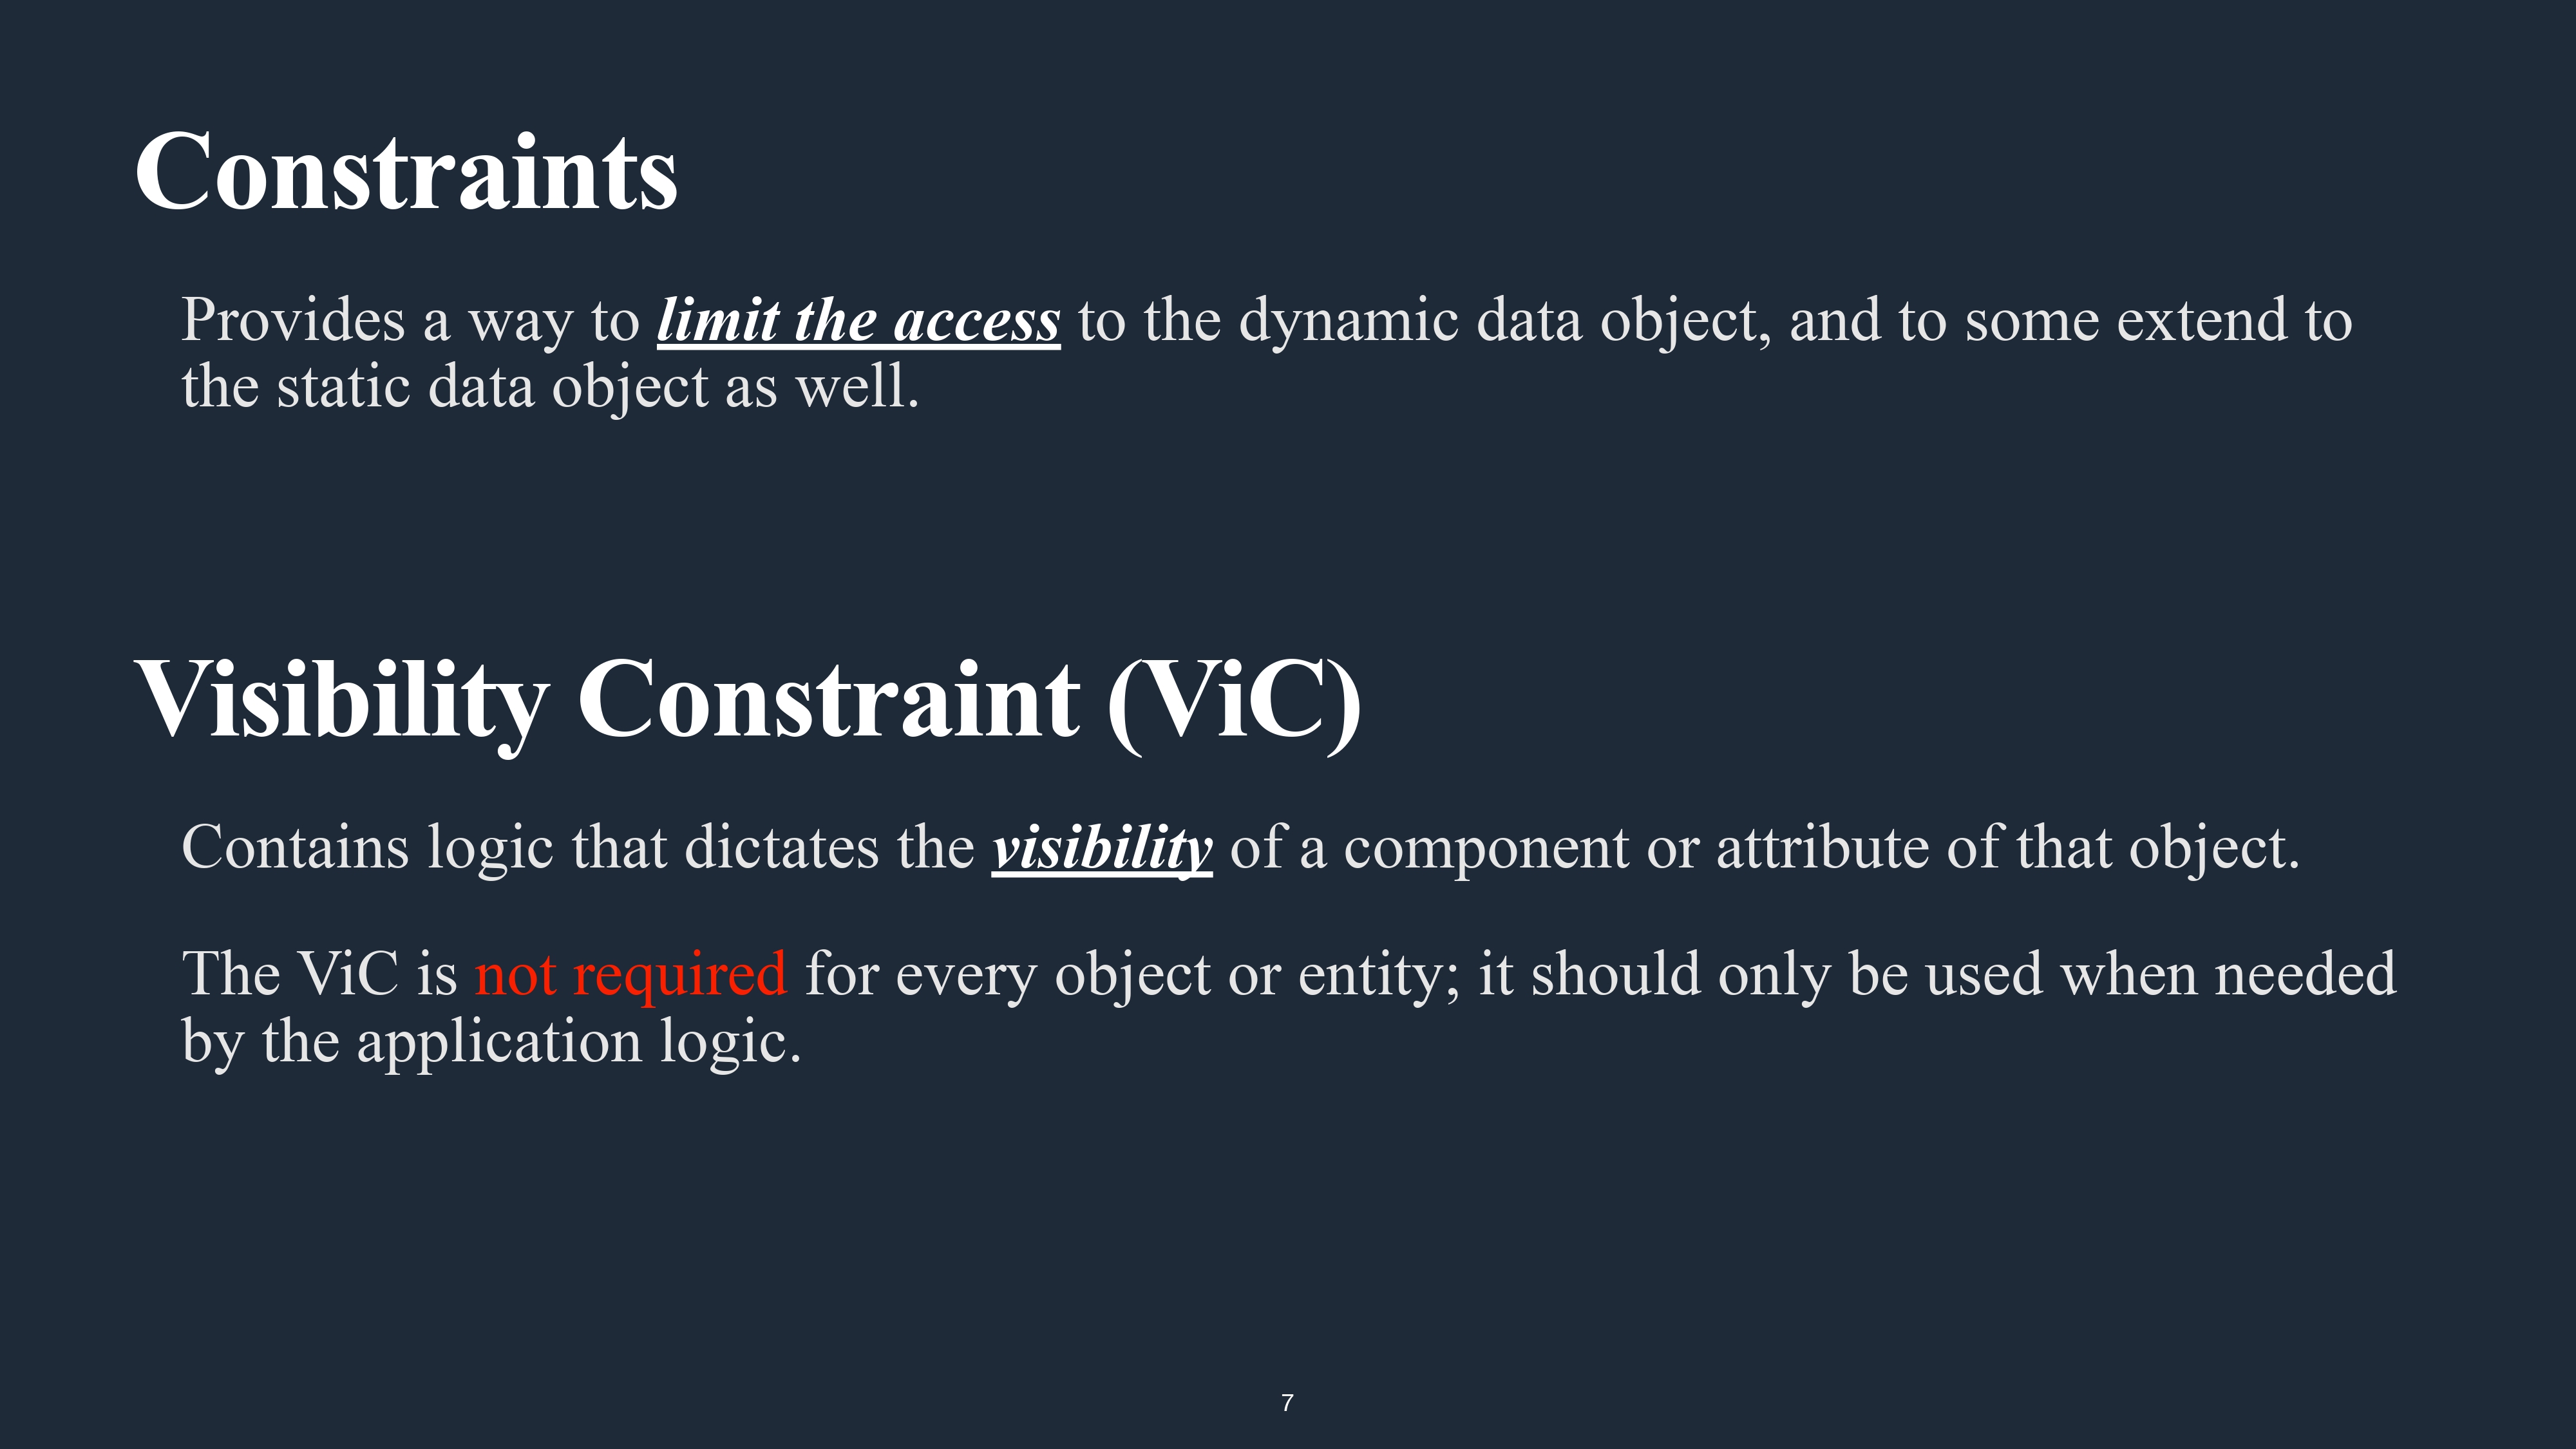 Constraints
Provides a way to limit the access to the dynamic data object, and to some extend to
the static data object as well.
Visibility Constraint (ViC)
Contains logic that dictates the visibility of a component or attribute of that object.
The ViC is not required for every object or entity; it should only be used when needed
by the application logic.
7